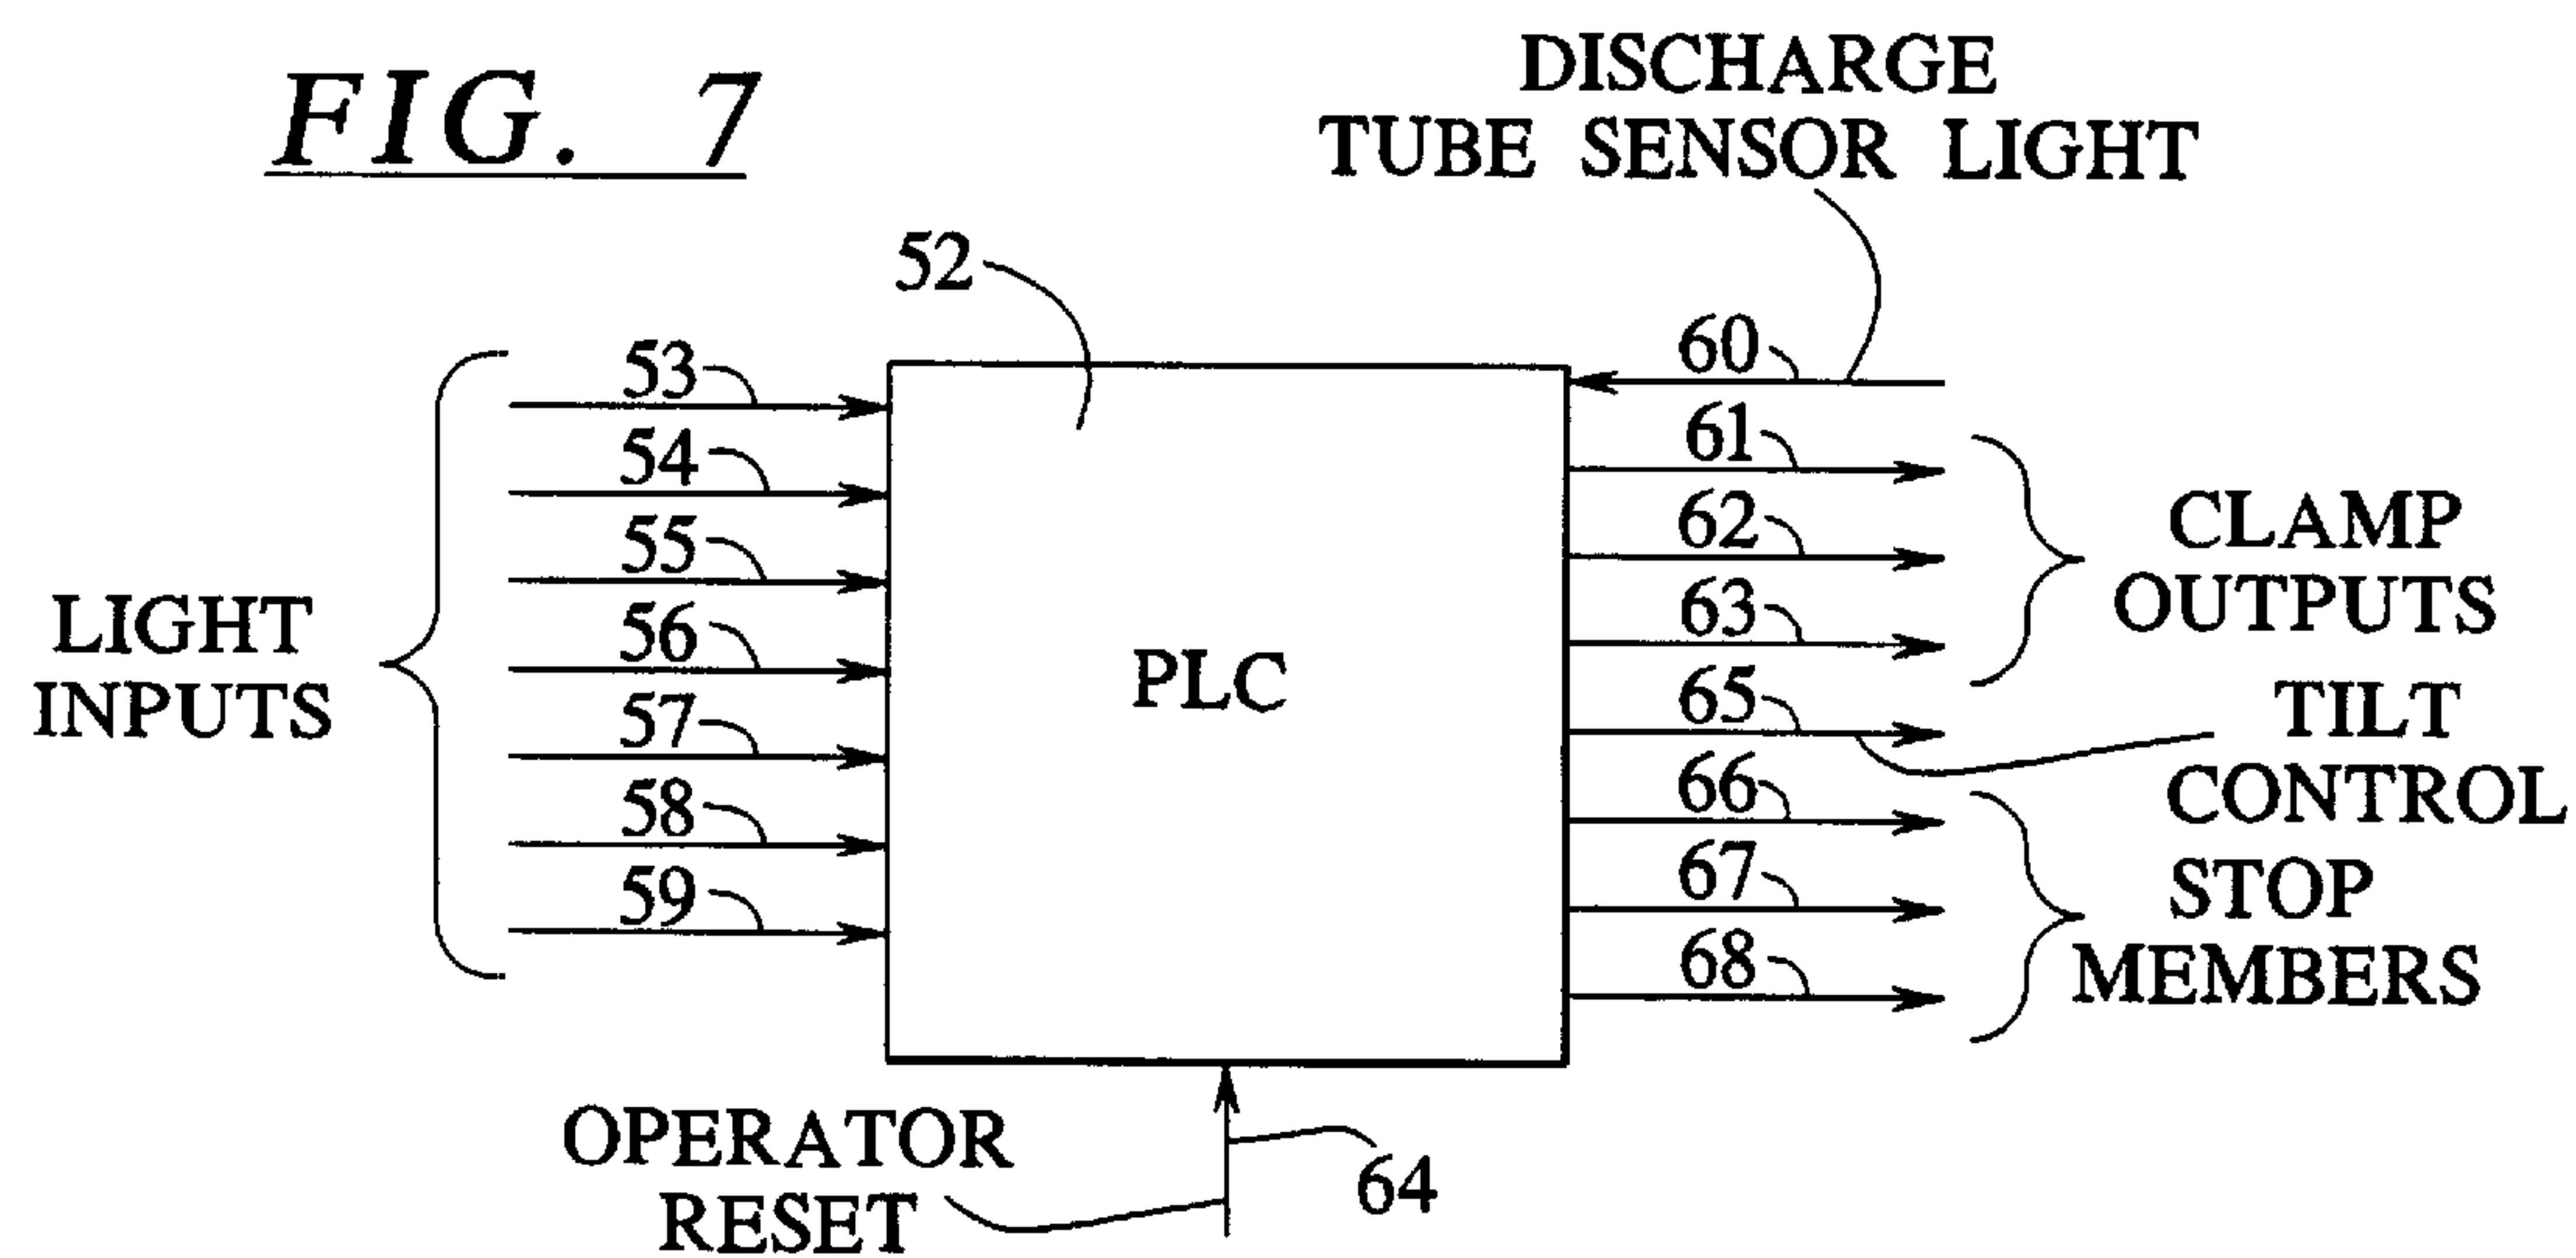 FIG. 7
DISCHARGE
TUBE SENSOR LIGHT
52
53
54
55
56
57
58
59
LIGHT
INPUTS
PLC
60
61
62
63
65
66
67
68
CLAMP
OUTPUTS
TILT
CONTROL
STOP
MEMBERS
OPERATOR
RESET
64